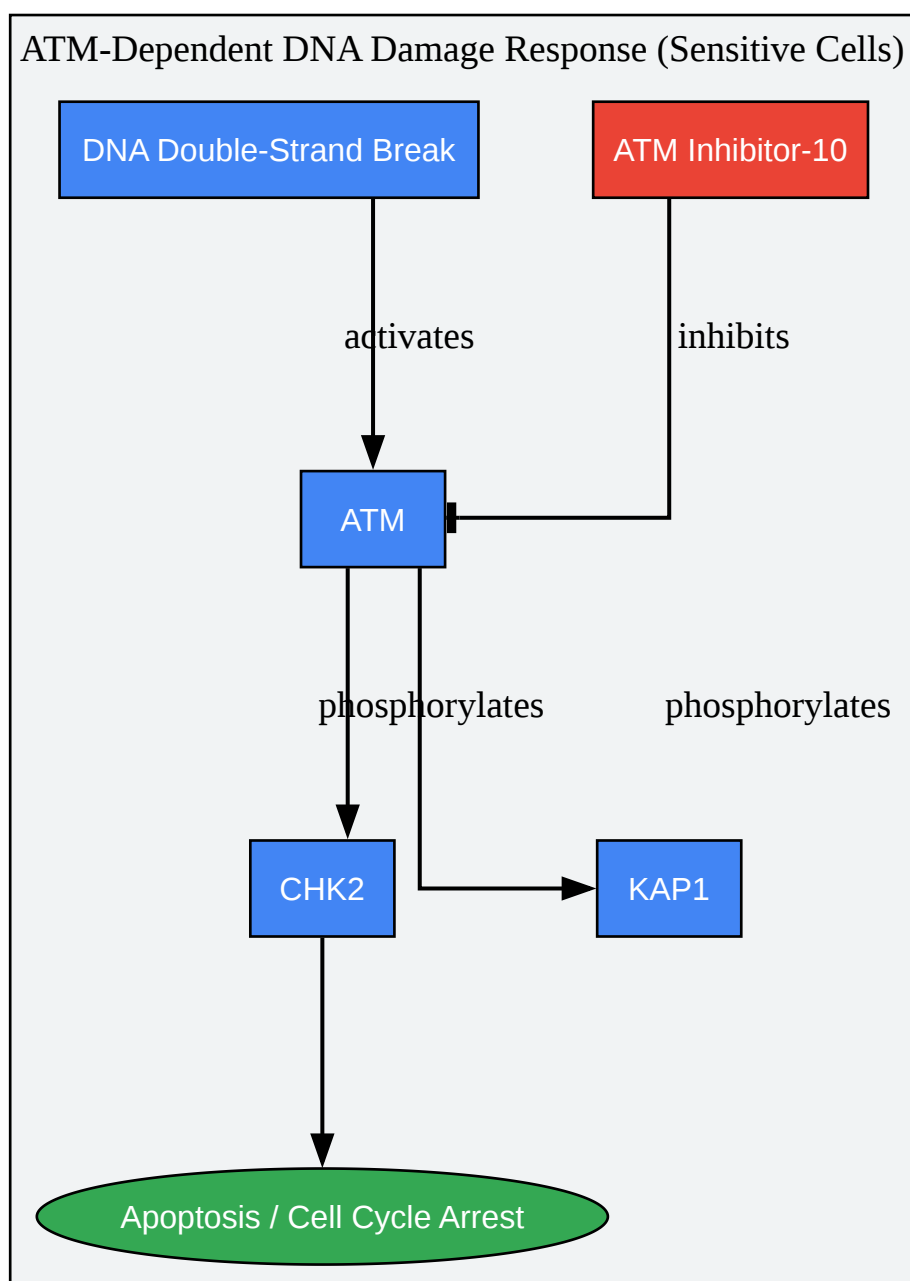 ATM-Dependent DNA Damage Response (Sensitive Cells)
DNA Double-Strand Break
ATM Inhibitor-10
activates
inhibits
ATM
phosphorylates
phosphorylates
CHK2
KAP1
Apoptosis / Cell Cycle Arrest